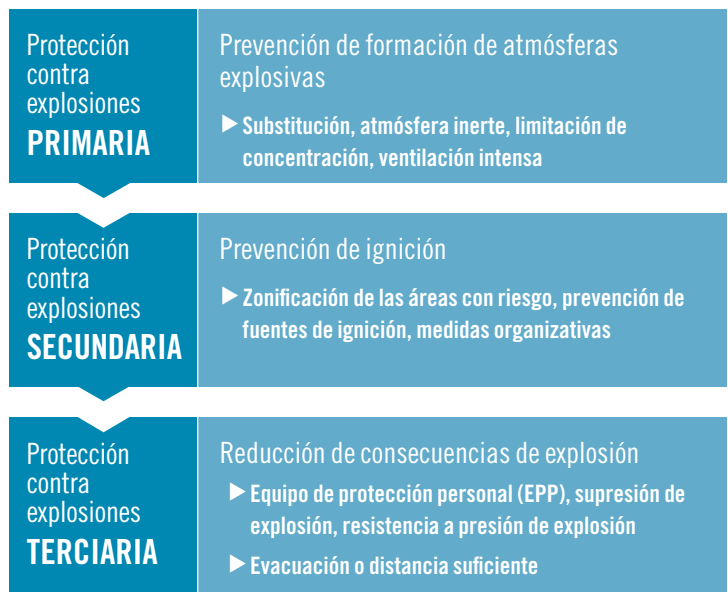 Protección
contra
explosiones
PRIMARIA
Prevención de formación de atmósferas
explosivas
▶ Substitución, atmósfera inerte, limitación de
concentración, ventilación intensa
Protección
contra
explosiones
SECUNDARIA
Prevención de ignición
▶ Zonificación de las áreas con riesgo, prevención de
fuentes de ignición, medidas organizativas
Protección
contra
explosiones
TERCIARIA
Reducción de consecuencias de explosión
▶ Equipo de protección personal (EPP), supresión de
explosión, resistencia a presión de explosión
▶ Evacuación o distancia suficiente